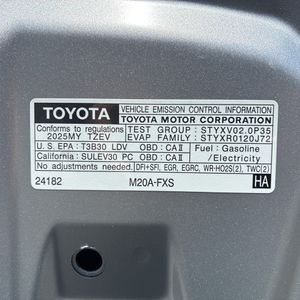 TOYOTA
VEHICLE EMISSION CONTROL INFORMATION
TOYOTA MOTOR CORPORATION
Conforms to regulations
2025MY TZEV
TEST GROUP : STYXV02.0P35
EVAP FAMILY : STYXR0120J72
U. S. EPA : T3B30 LDV OBD : CAⅡ
California : SULEV30 PC OBD : CAⅡ
Fuel : Gasoline
/Electricity
No adjustments needed. DFI+SFI, EGR, EGRC, WR-HO2S(2), TWC(2)
24182 M20A-FXS HA